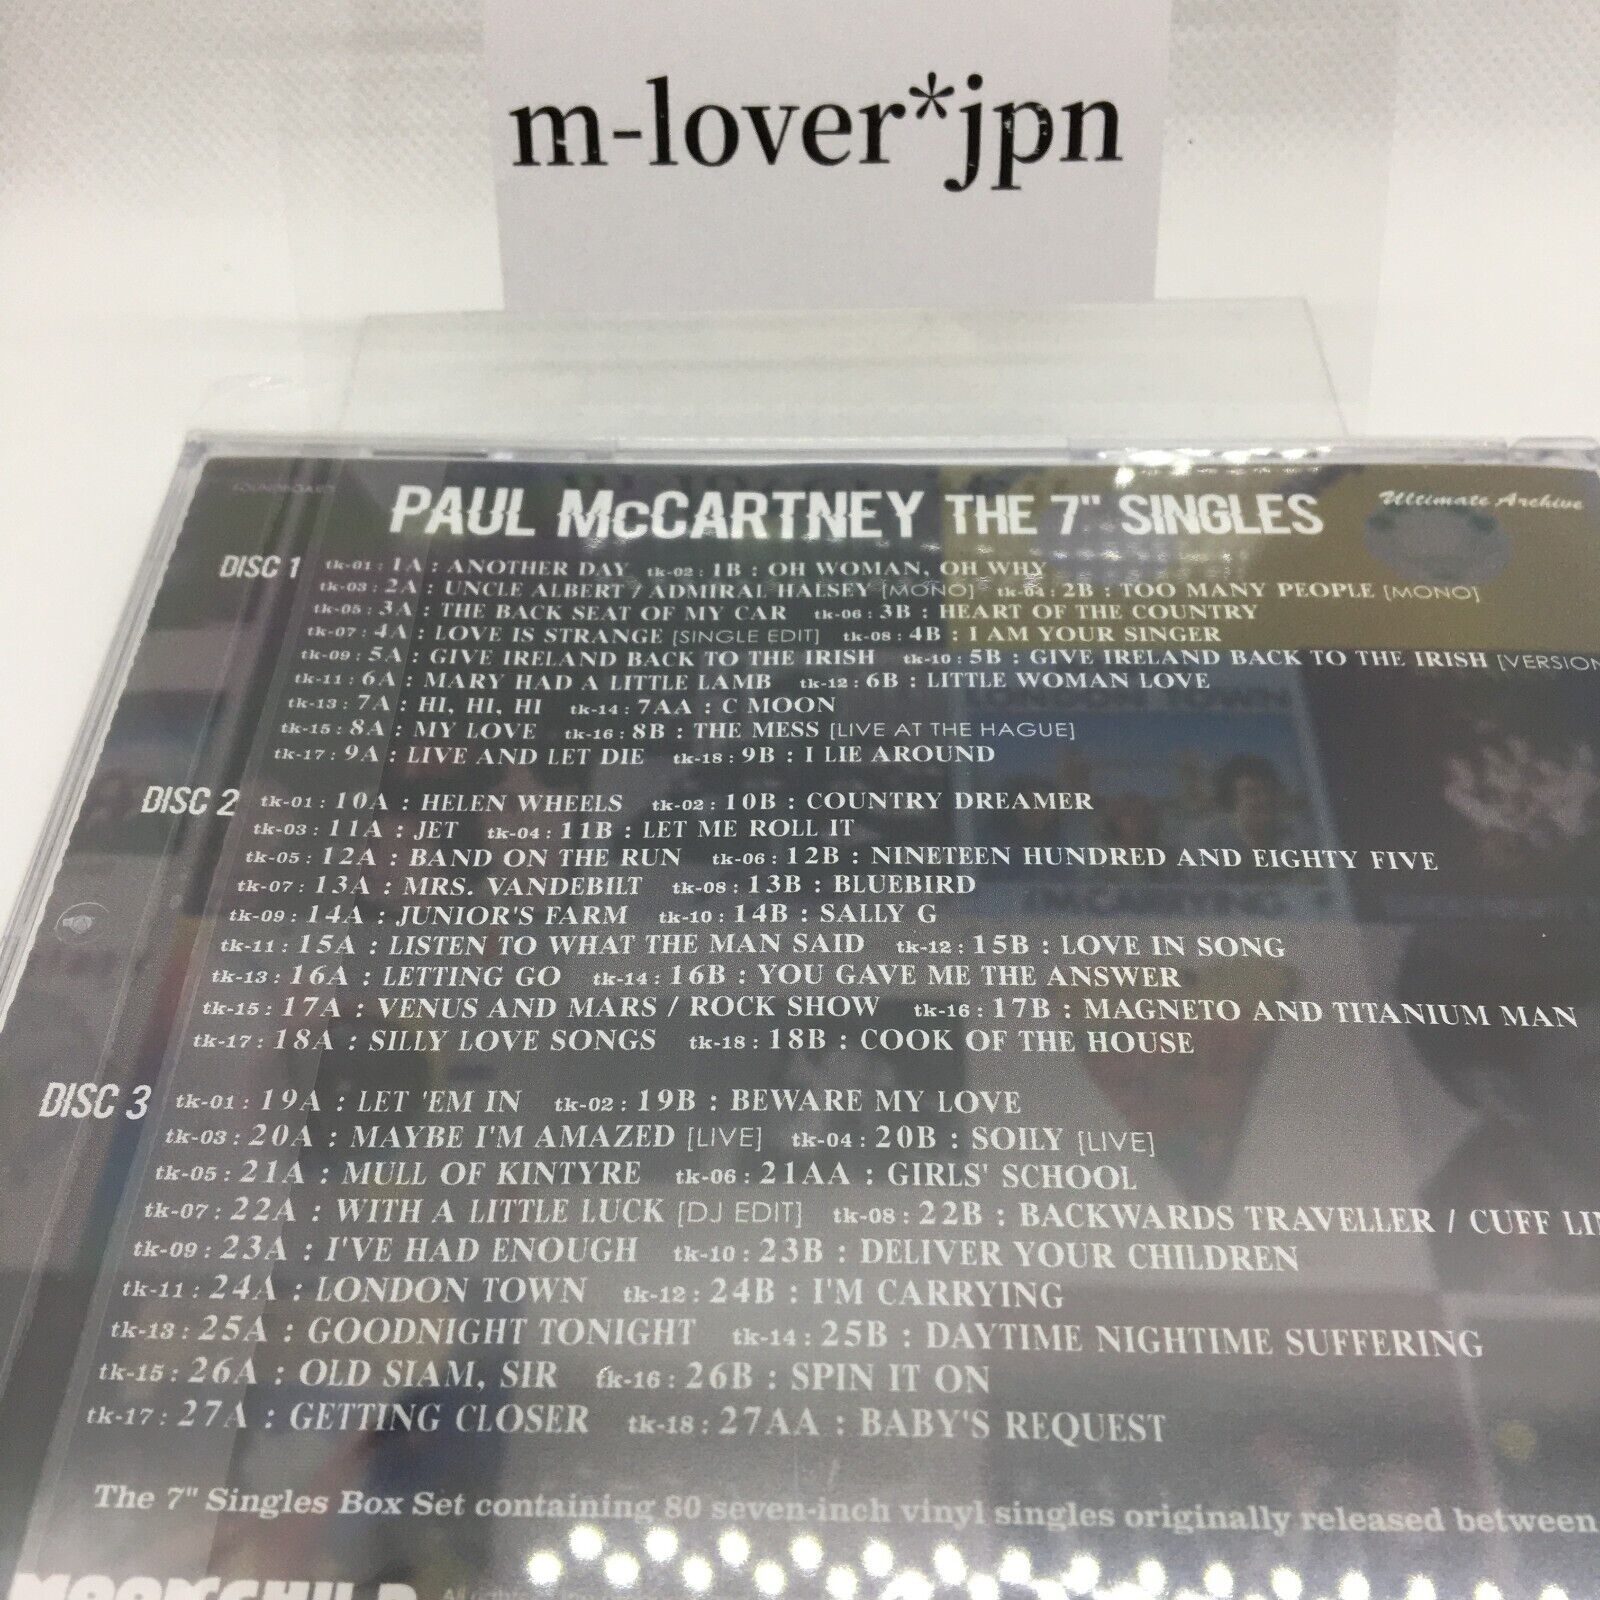 m-lover*jpn
SOUNDBOARD
PAUL McCARTNEY THE 7" SINGLES
Ultimate Archive
DISC 1 tk-01 : 1A : ANOTHER DAY tk-02 : 1B : OH WOMAN, OH WHY
tk-03 : 2A : UNCLE ALBERT / ADMIRAL HALSEY [MONO] tk-04 : 2B : TOO MANY PEOPLE [MONO]
tk-05 : 3A : THE BACK SEAT OF MY CAR tk-06 : 3B : HEART OF THE COUNTRY
tk-07 : 4A : LOVE IS STRANGE [SINGLE EDIT] tk-08 : 4B : I AM YOUR SINGER
tk-09 : 5A : GIVE IRELAND BACK TO THE IRISH tk-10 : 5B : GIVE IRELAND BACK TO THE IRISH [VERSION
tk-11 : 6A : MARY HAD A LITTLE LAMB tk-12 : 6B : LITTLE WOMAN LOVE
tk-13 : 7A : HI, HI, HI tk-14 : 7AA : C MOON
tk-15 : 8A : MY LOVE tk-16 : 8B : THE MESS [LIVE AT THE HAGUE]
tk-17 : 9A : LIVE AND LET DIE tk-18 : 9B : I LIE AROUND
DISC 2 tk-01 : 10A : HELEN WHEELS tk-02 : 10B : COUNTRY DREAMER
tk-03 : 11A : JET tk-04 : 11B : LET ME ROLL IT
tk-05 : 12A : BAND ON THE RUN tk-06 : 12B : NINETEEN HUNDRED AND EIGHTY FIVE
tk-07 : 13A : MRS. VANDEBILT tk-08 : 13B : BLUEBIRD
tk-09 : 14A : JUNIOR'S FARM tk-10 : 14B : SALLY G
tk-11 : 15A : LISTEN TO WHAT THE MAN SAID tk-12 : 15B : LOVE IN SONG
tk-13 : 16A : LETTING GO tk-14 : 16B : YOU GAVE ME THE ANSWER
tk-15 : 17A : VENUS AND MARS / ROCK SHOW tk-16 : 17B : MAGNETO AND TITANIUM MAN
tk-17 : 18A : SILLY LOVE SONGS tk-18 : 18B : COOK OF THE HOUSE
DISC 3 tk-01 : 19A : LET 'EM IN tk-02 : 19B : BEWARE MY LOVE
tk-03 : 20A : MAYBE I'M AMAZED [LIVE] tk-04 : 20B : SOILY [LIVE]
tk-05 : 21A : MULL OF KINTYRE tk-06 : 21AA : GIRLS' SCHOOL
tk-07 : 22A : WITH A LITTLE LUCK [DJ EDIT] tk-08 : 22B : BACKWARDS TRAVELLER / CUFF LIN
tk-09 : 23A : I'VE HAD ENOUGH tk-10 : 23B : DELIVER YOUR CHILDREN
tk-11 : 24A : LONDON TOWN tk-12 : 24B : I'M CARRYING
tk-13 : 25A : GOODNIGHT TONIGHT tk-14 : 25B : DAYTIME NIGHTIME SUFFERING
tk-15 : 26A : OLD SIAM, SIR fk-16 : 26B : SPIN IT ON
tk-17 : 27A : GETTING CLOSER tk-18 : 27AA : BABY'S REQUEST
The 7" Singles Box Set containing 80 seven-inch vinyl singles originally released between
MOONCHILD
LONDON TOWN